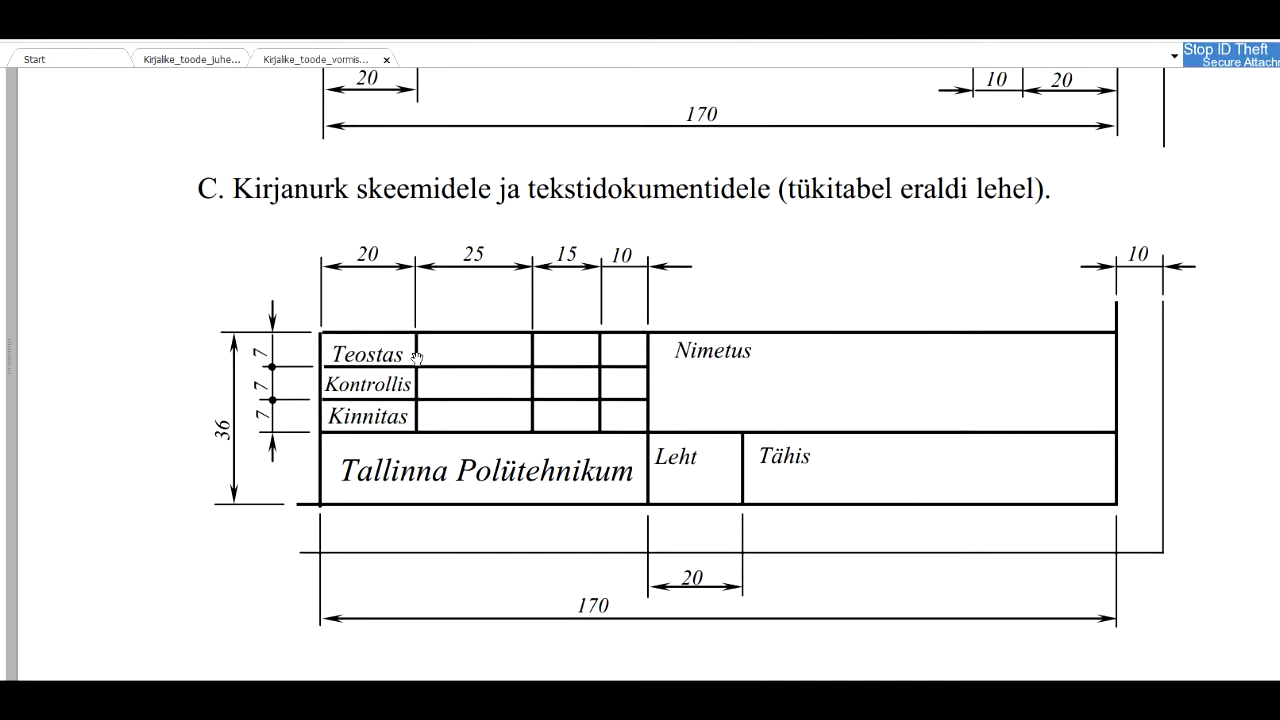 Start
Kirjalike_toode_juhe...
Kirjalike_toode_vormis...
Stop ID Theft
Secure Attachm
20
10
20
170
C. Kirjanurk skeemidele ja tekstidokumentidele (tükitabel eraldi lehel).
20
25
15
10
10
7
7
7
36
Teostas
Kontrollis
Kinnitas
Nimetus
Tallinna Polütehnikum
Leht
Tähis
20
170